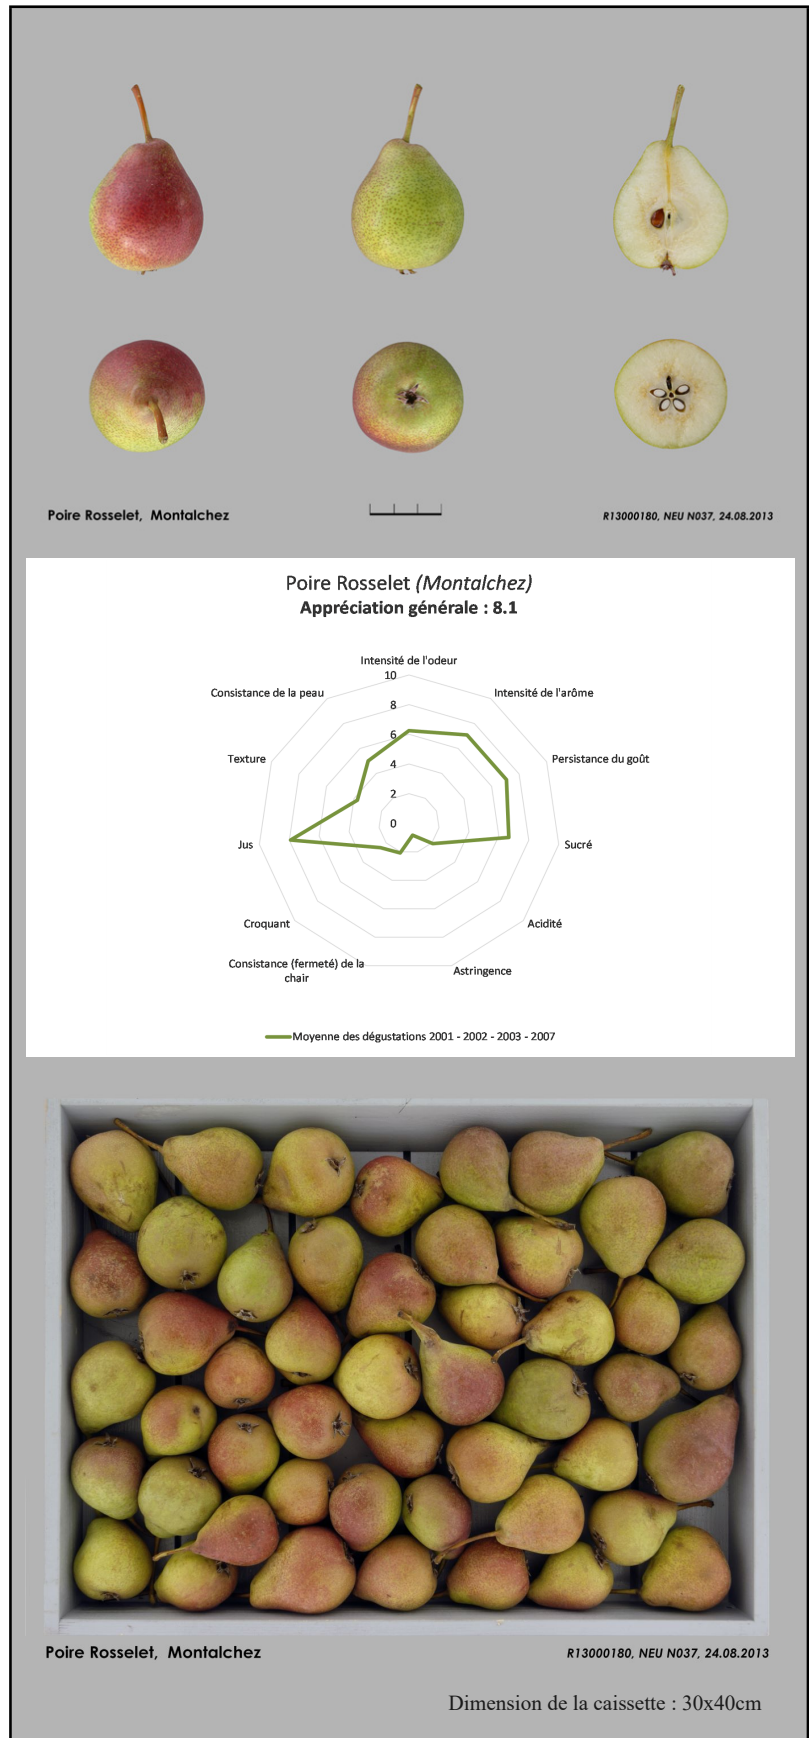 Poire Rosselet, Montalchez
R13000180, NEU N037, 24.08.2013
Poire Rosselet (Montalchez)
Appréciation générale : 8.1
Intensité de l'odeur
10
Consistance de la peau
Intensité de l'arôme
8
6
Texture
Persistance du goût
4
2
0
Jus
Sucré
Croquant
Acidité
Consistance (fermeté) de la
chair
Astringence
Moyenne des dégustations 2001 - 2002 - 2003 - 2007
Poire Rosselet, Montalchez
R13000180, NEU N037, 24.08.2013
Dimension de la caissette : 30x40cm